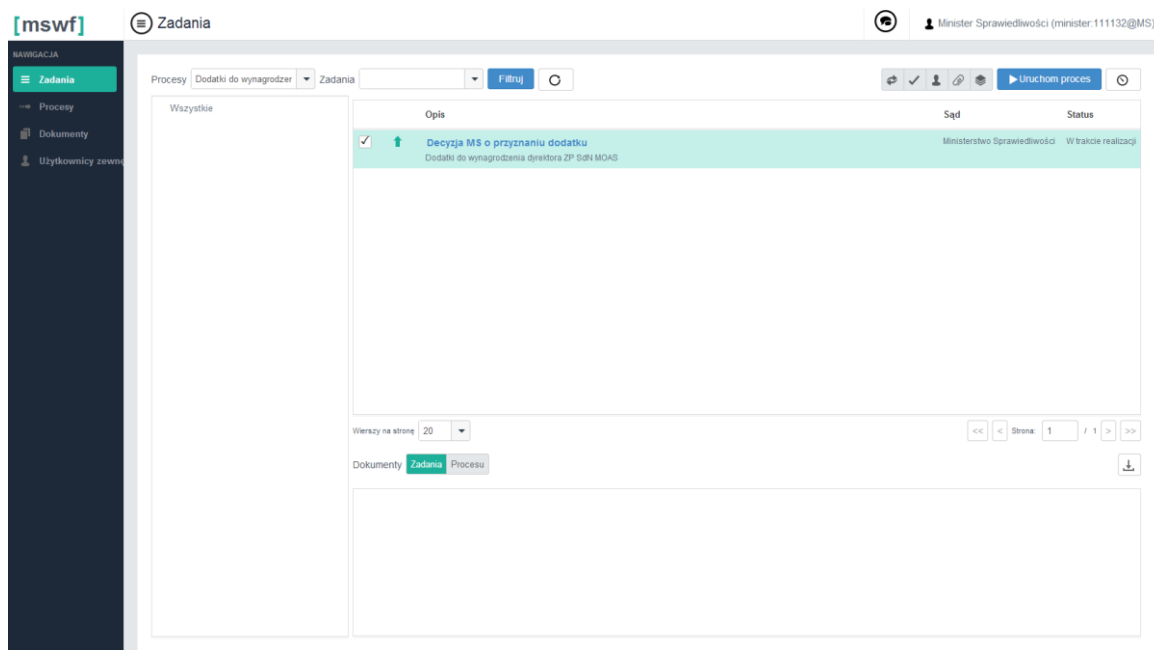 [mswf]
Zadania
Minister Sprawiedliwości (minister:111132@MS)
NAWIGACJA
Zadania
Procesy
Dokumenty
Użytkownicy zewnę
Procesy Dodatki do wynagrodzer Zadania Filtruj Uruchom proces
Wszystkie
Opis Sąd Status
Decyzja MS o przyznaniu dodatku Ministerstwo Sprawiedliwości W trakcie realizacji
Dodatki do wynagrodzenia dyrektora ZP SdN MOAS
Wierszy na stronę 20 << < Strona: 1 / 1 > >>
Dokumenty Zadania Procesu